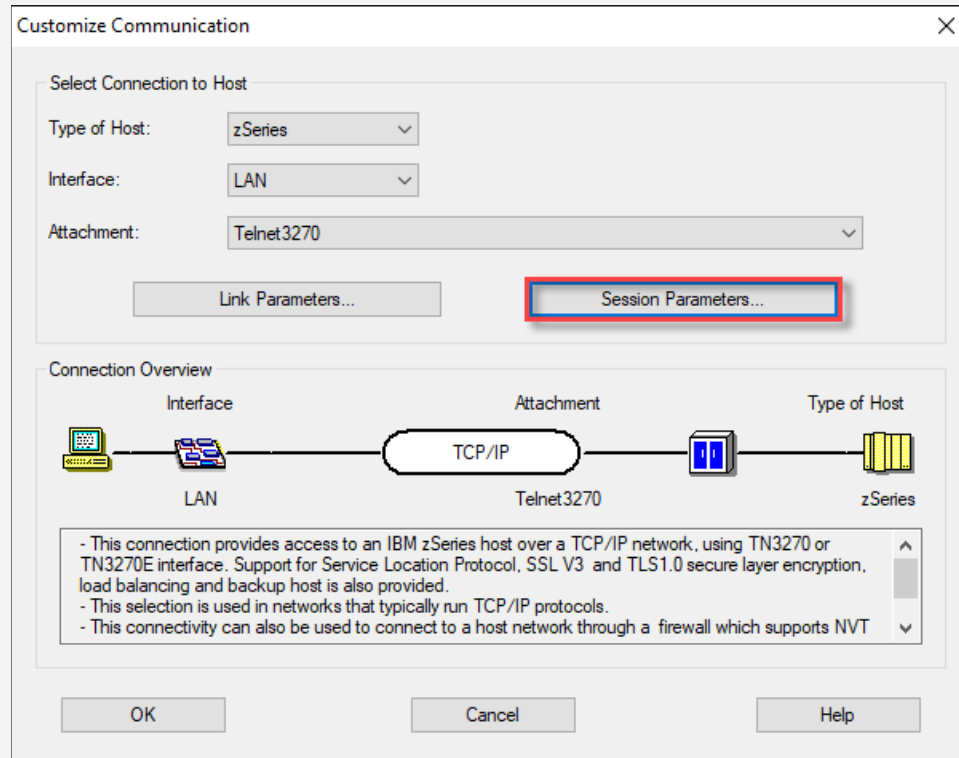 Customize Communication
Select Connection to Host
Type of Host: zSeries
Interface: LAN
Attachment: Telnet3270
Link Parameters... Session Parameters...
Connection Overview
Interface Attachment Type of Host
TCP/IP
LAN Telnet3270 zSeries
- This connection provides access to an IBM zSeries host over a TCP/IP network, using TN3270 or
TN3270E interface. Support for Service Location Protocol, SSL V3 and TLS1.0 secure layer encryption,
load balancing and backup host is also provided.
- This selection is used in networks that typically run TCP/IP protocols.
- This connectivity can also be used to connect to a host network through a firewall which supports NVT
OK Cancel Help